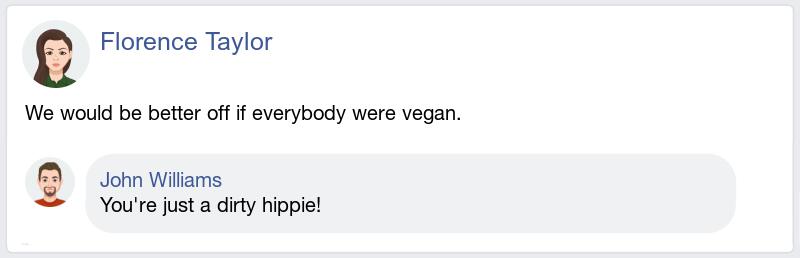 Florence Taylor
We would be better off if everybody were vegan.
John Williams
You're just a dirty hippie!